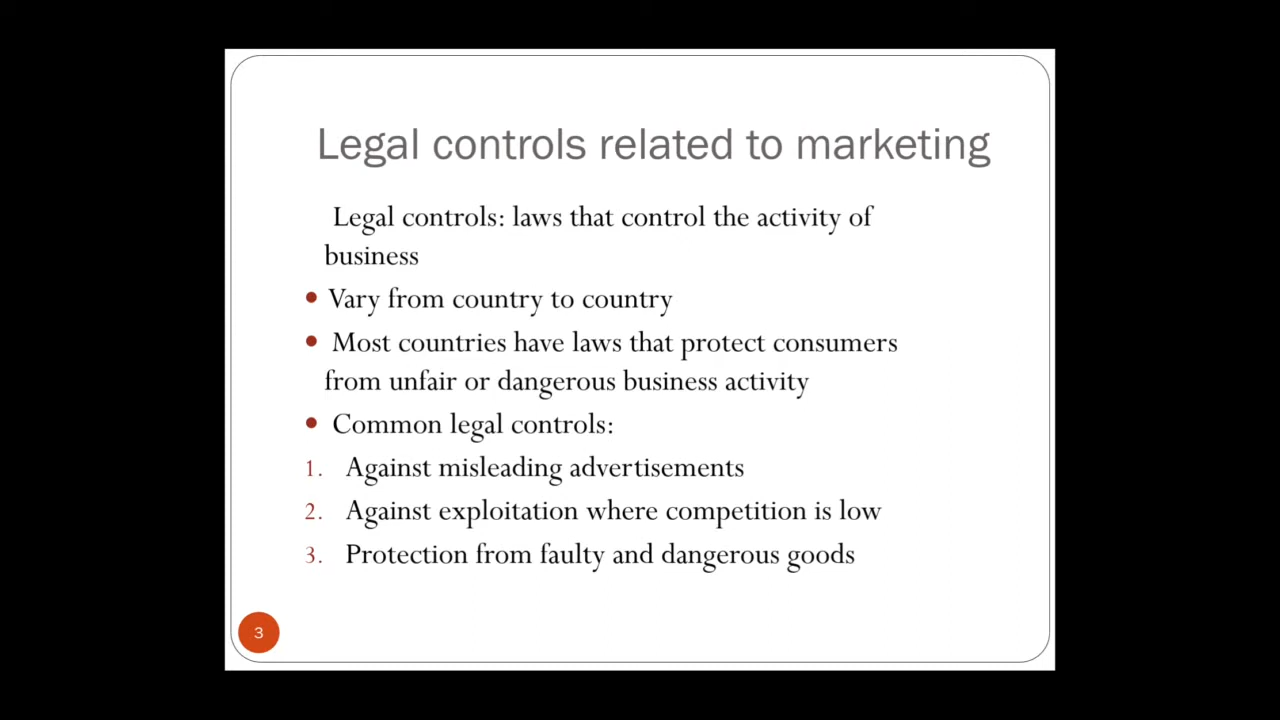 Legal controls related to marketing
Legal controls: laws that control the activity of
business
• Vary from country to country
• Most countries have laws that protect consumers
from unfair or dangerous business activity
• Common legal controls:
1. Against misleading advertisements
2. Against exploitation where competition is low
3. Protection from faulty and dangerous goods
3